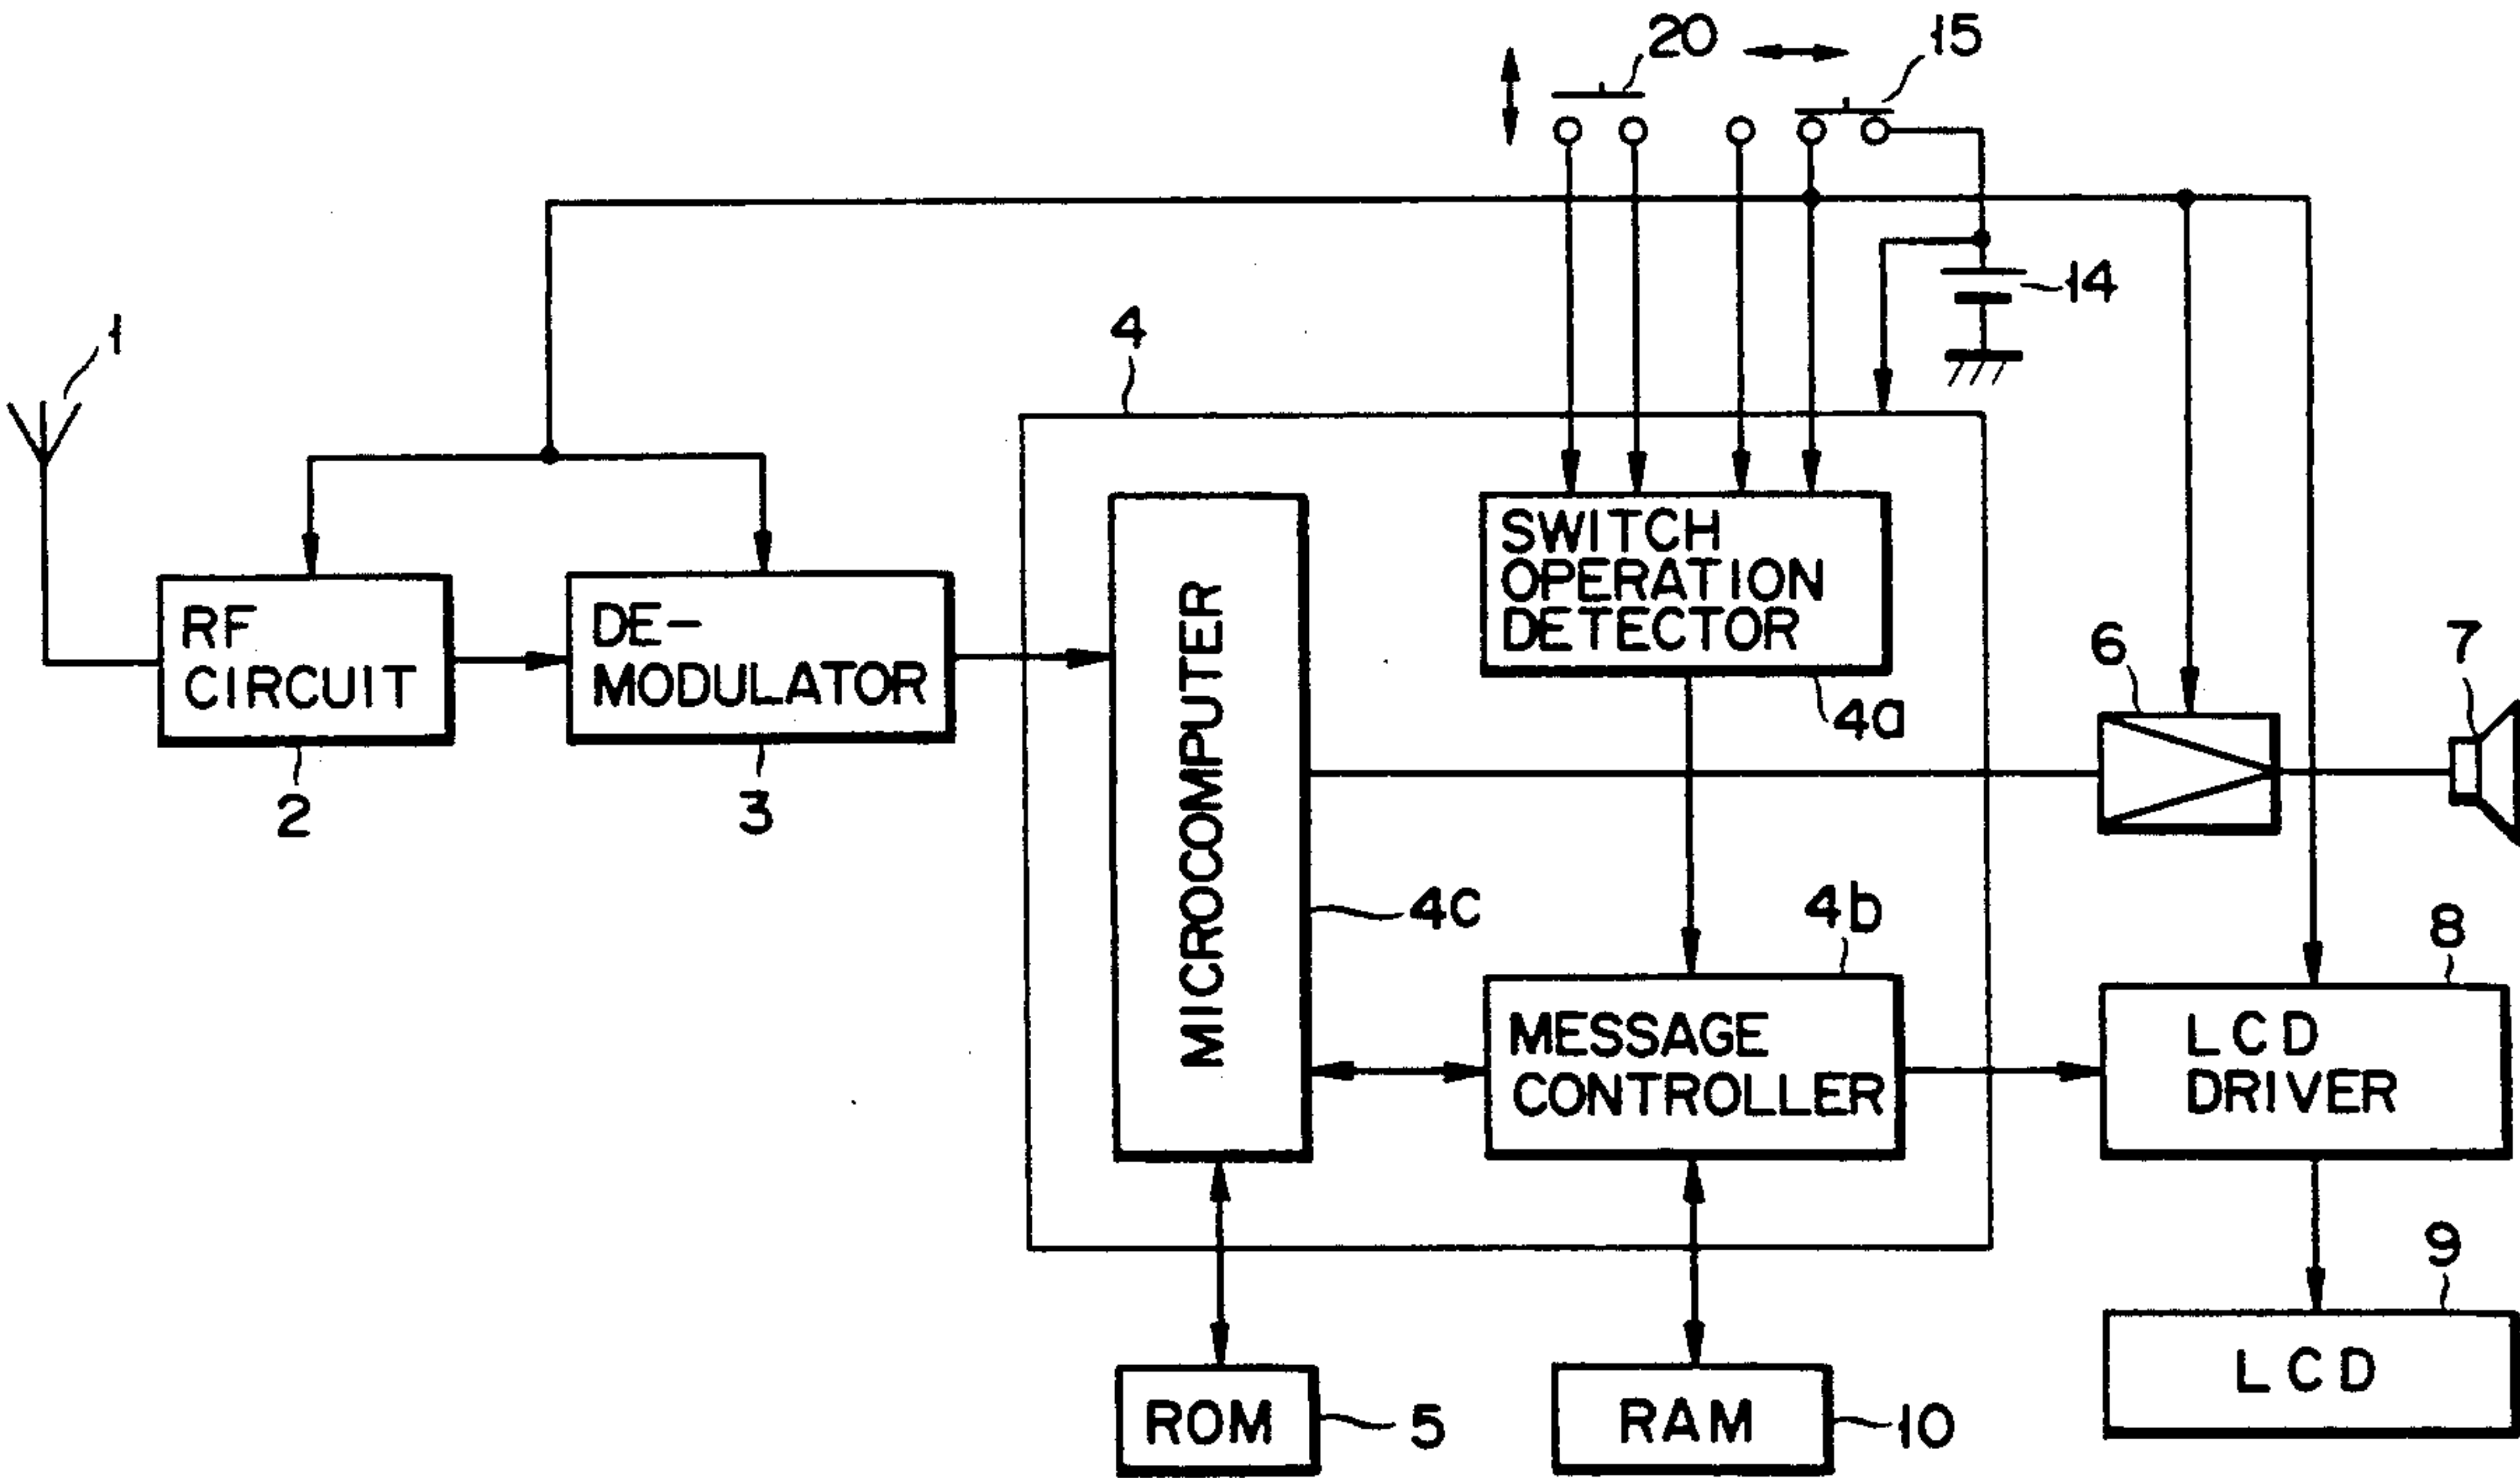 20
15
14
1
4
RF
CIRCUIT
2
DE-
MODULATOR
3
MICROCOMPUTER
4c
SWITCH
OPERATION
DETECTOR
4a
6
7
4b
MESSAGE
CONTROLLER
8
LCD
DRIVER
9
LCD
ROM
5
RAM
10